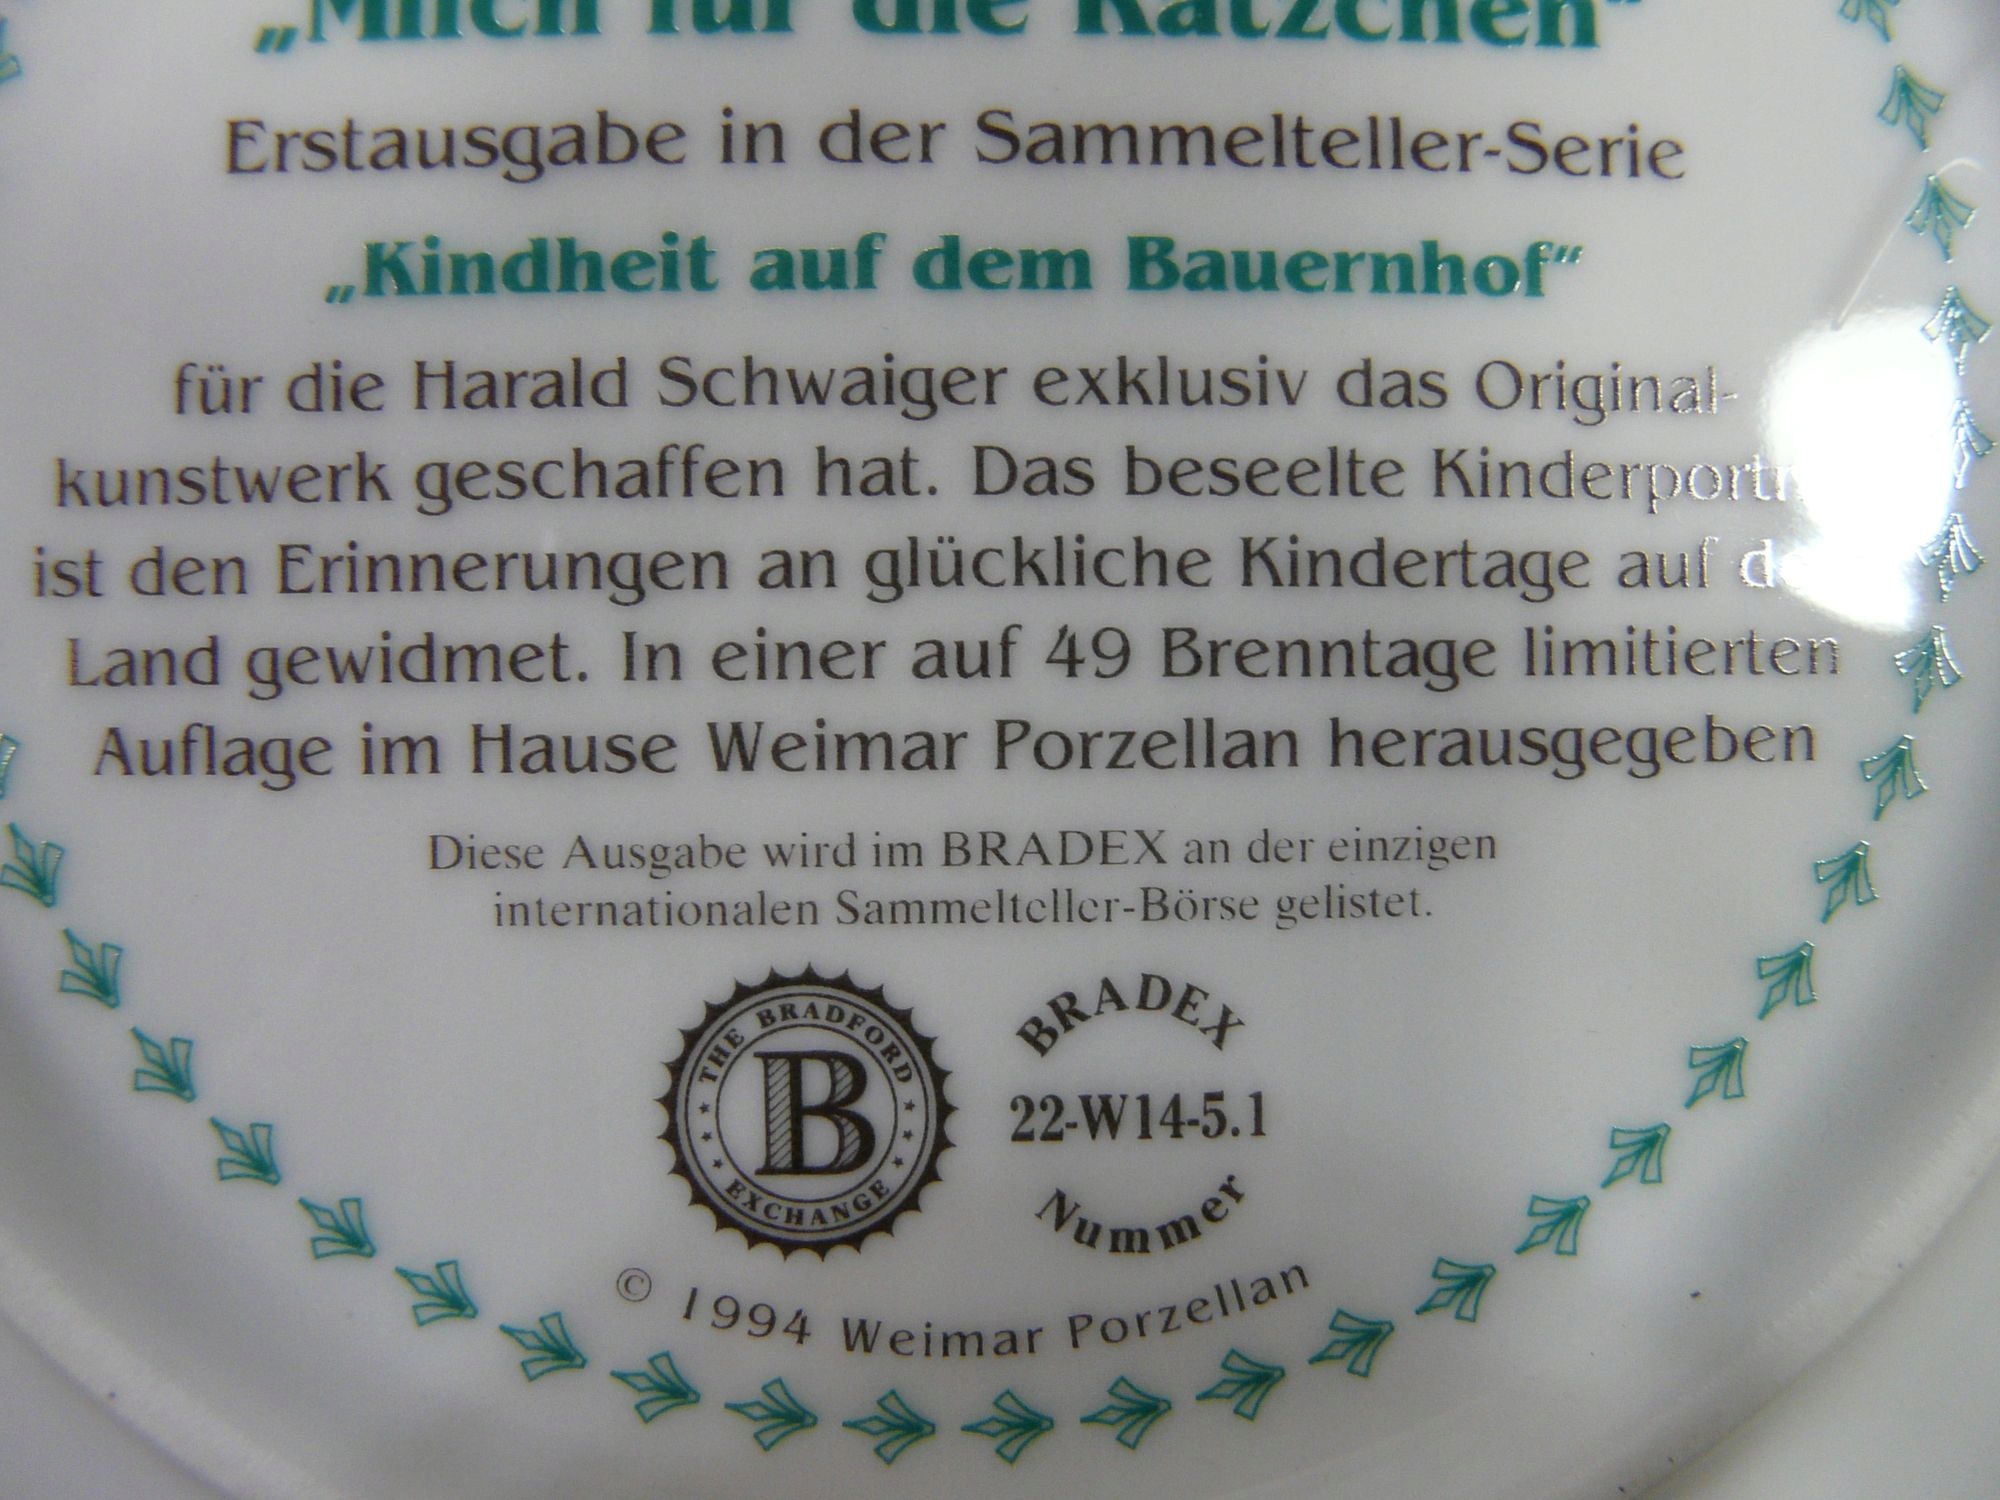 „Milch für die Kätzchen“
Erstausgabe in der Sammelteller-Serie
„Kindheit auf dem Bauernhof“
für die Harald Schwaiger exklusiv das Original-
kunstwerk geschaffen hat. Das beseelte
ist den Erinnerungen an glückliche Kindertage auf
Land gewidmet. In einer auf 49 Brenntage limitierten
Auflage im Hause Weimar Porzellan herausgegeben
Diese Ausgabe wird im BRADEX an der einzigen
internationalen Sammelteller-Börse gelistet.
THE BRADFORD
B
EXCHANGE
BRADEX
22-W14-5.1
Nummer
© 1994 Weimar Porzellan